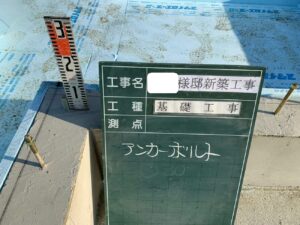 3
2
1
工事名 様邸新築工事
工種 基礎工事
測点
アンカーボルト